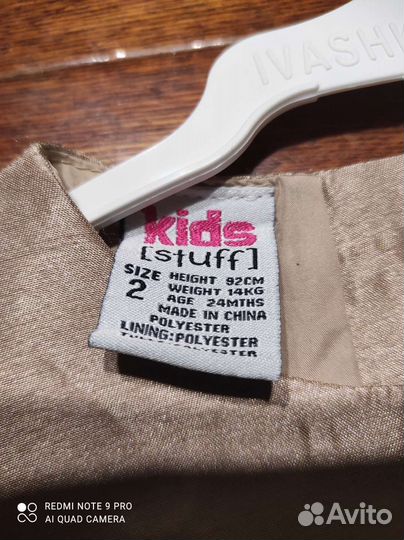 IVASHK
kids
[stuff]
SIZE 2
HEIGHT 92CM
WEIGHT 14KG
AGE 24MTHS
MADE IN CHINA
POLYESTER
LINING:POLYESTER
REDMI NOTE 9 PRO
AI QUAD CAMERA
Avito